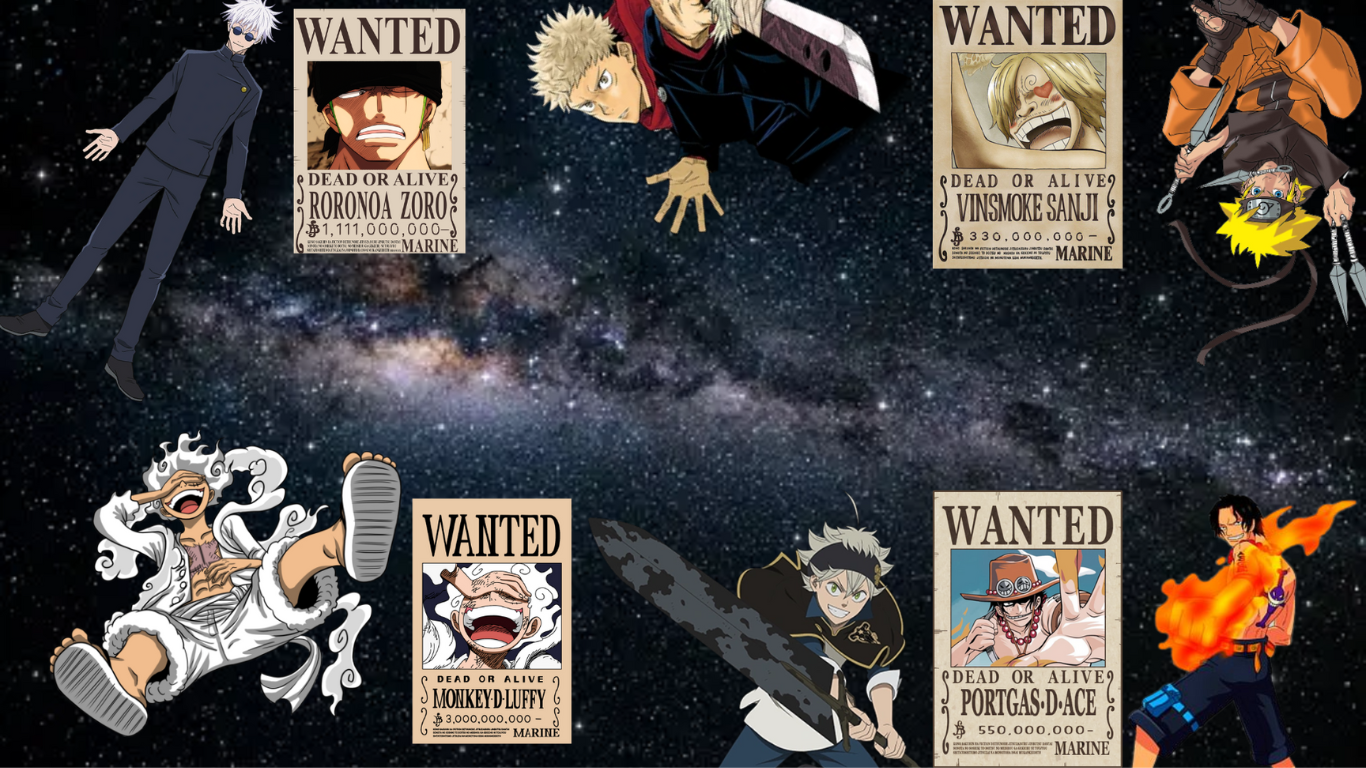 WANTED
DEAD OR ALIVE
RORONOA ZORO
1,111,000,000-
MARINE
WANTED
DEAD OR ALIVE
VINSMOKE SANJI
330.000.000-
MARINE
WANTED
DEAD OR ALIVE
MONKEY·D·LUFFY
3,000,000,000-
MARINE
WANTED
DEAD OR ALIVE
PORTGAS·D·ACE
550,000,000-
MARINE